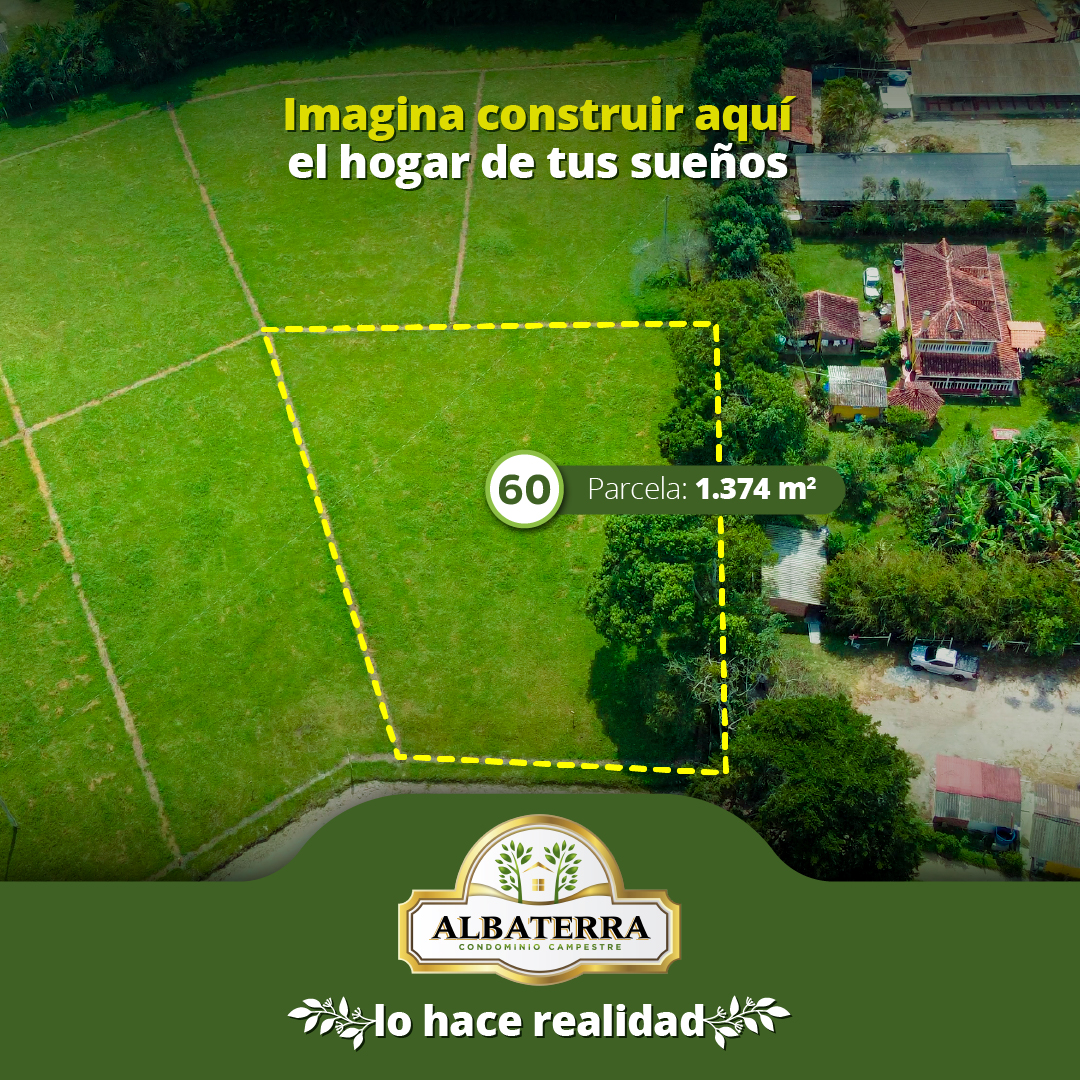 Imagina construir aquí
el hogar de tus sueños
60
Parcela: 1.374 m²
ALBATERRA
CONDOMINIO CAMPESTRE
lo hace realidad